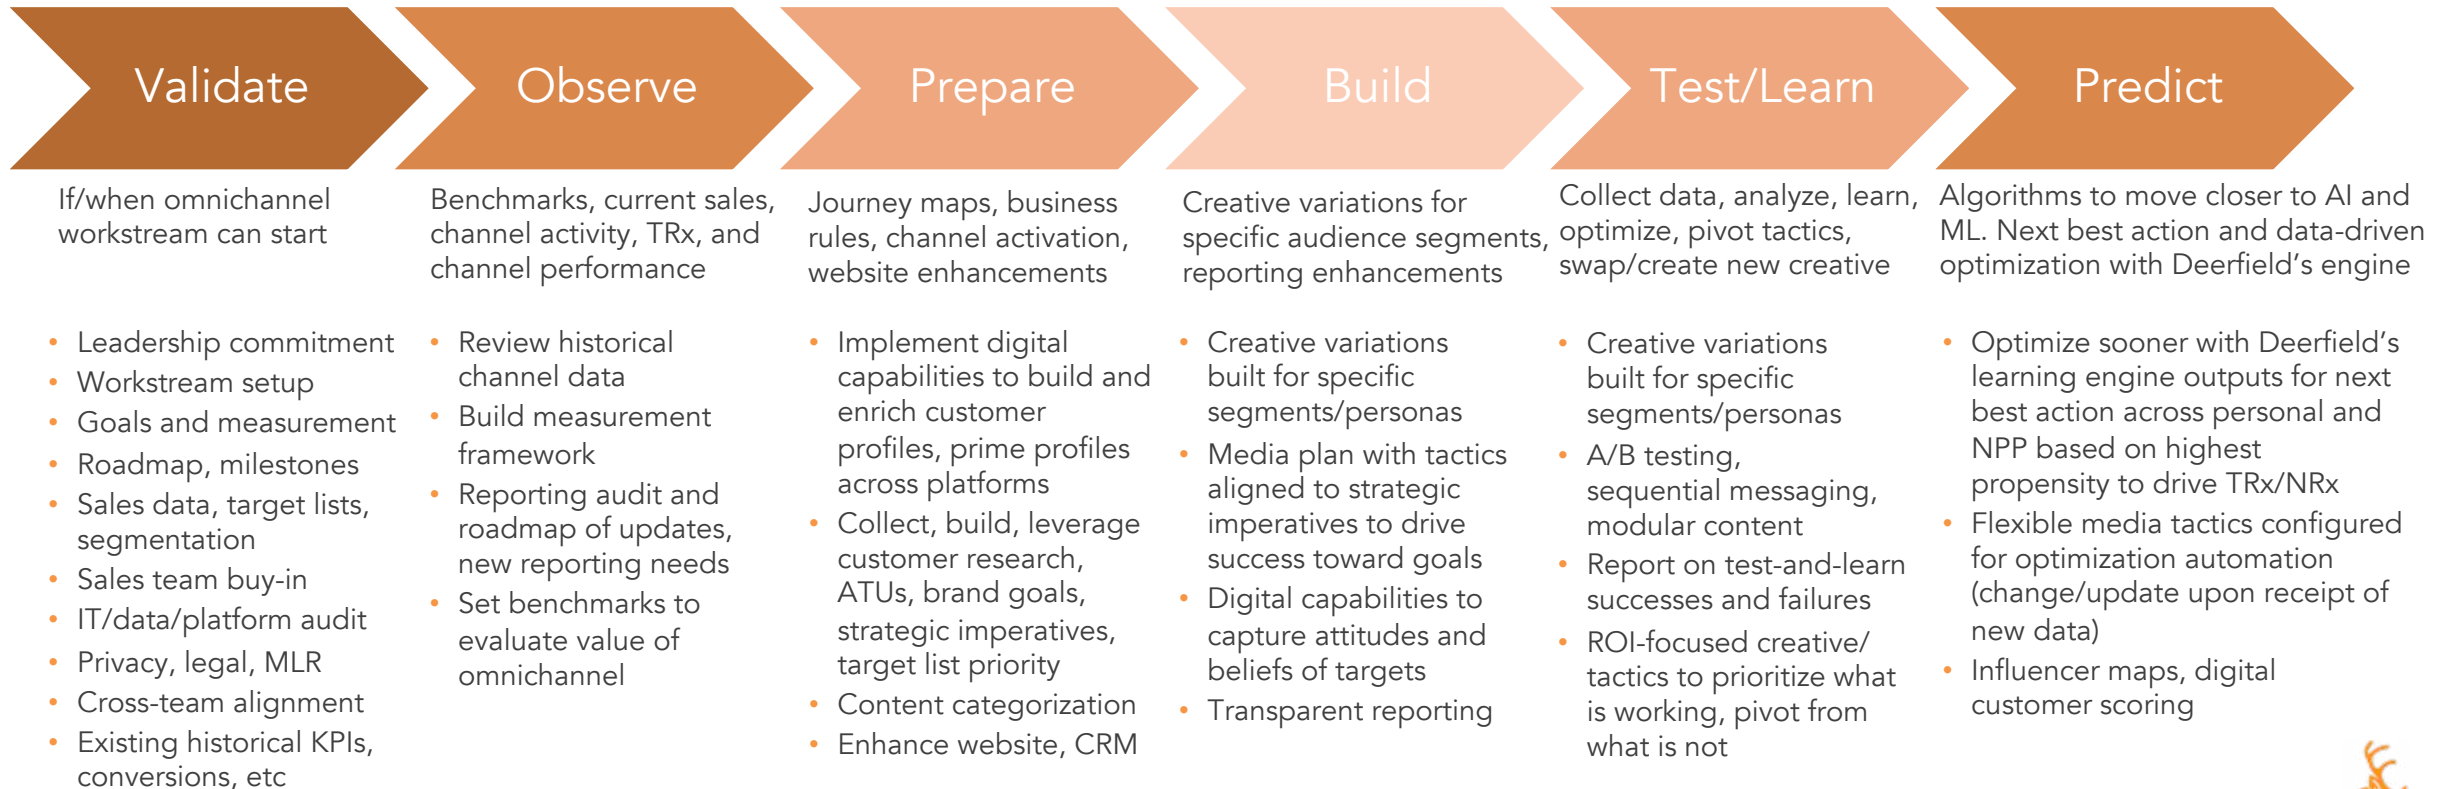 Validate
If/when omnichannel
workstream can start
• Leadership commitment
• Workstream setup
• Goals and measurement
• Roadmap, milestones
• Sales data, target lists,
segmentation
• Sales team buy-in
• IT/data/platform audit
• Privacy, legal, MLR
• Cross-team alignment
• Existing historical KPIs,
conversions, etc
Observe
Benchmarks, current sales,
channel activity, TRx, and
channel performance
• Review historical
channel data
• Build measurement
framework
• Reporting audit and
roadmap of updates,
new reporting needs
• Set benchmarks to
evaluate value of
omnichannel
Prepare
Journey maps, business
rules, channel activation,
website enhancements
• Implement digital
capabilities to build and
enrich customer
profiles, prime profiles
across platforms
• Collect, build, leverage
customer research,
ATUs, brand goals,
strategic imperatives,
target list priority
• Content categorization
• Enhance website, CRM
Build
Creative variations for
specific audience segments,
reporting enhancements
• Creative variations
built for specific
segments/personas
• Media plan with tactics
aligned to strategic
imperatives to drive
success toward goals
• Digital capabilities to
capture attitudes and
beliefs of targets
• Transparent reporting
Test/Learn
Collect data, analyze, learn,
optimize, pivot tactics,
swap/create new creative
• Creative variations
built for specific
segments/personas
• A/B testing,
sequential messaging,
modular content
• Report on test-and-learn
successes and failures
• ROI-focused creative/
tactics to prioritize what
is working, pivot from
what is not
Predict
Algorithms to move closer to AI and
ML. Next best action and data-driven
optimization with Deerfield’s engine
• Optimize sooner with Deerfield’s
learning engine outputs for next
best action across personal and
NPP based on highest
propensity to drive TRx/NRx
• Flexible media tactics configured
for optimization automation
(change/update upon receipt of
new data)
• Influencer maps, digital
customer scoring